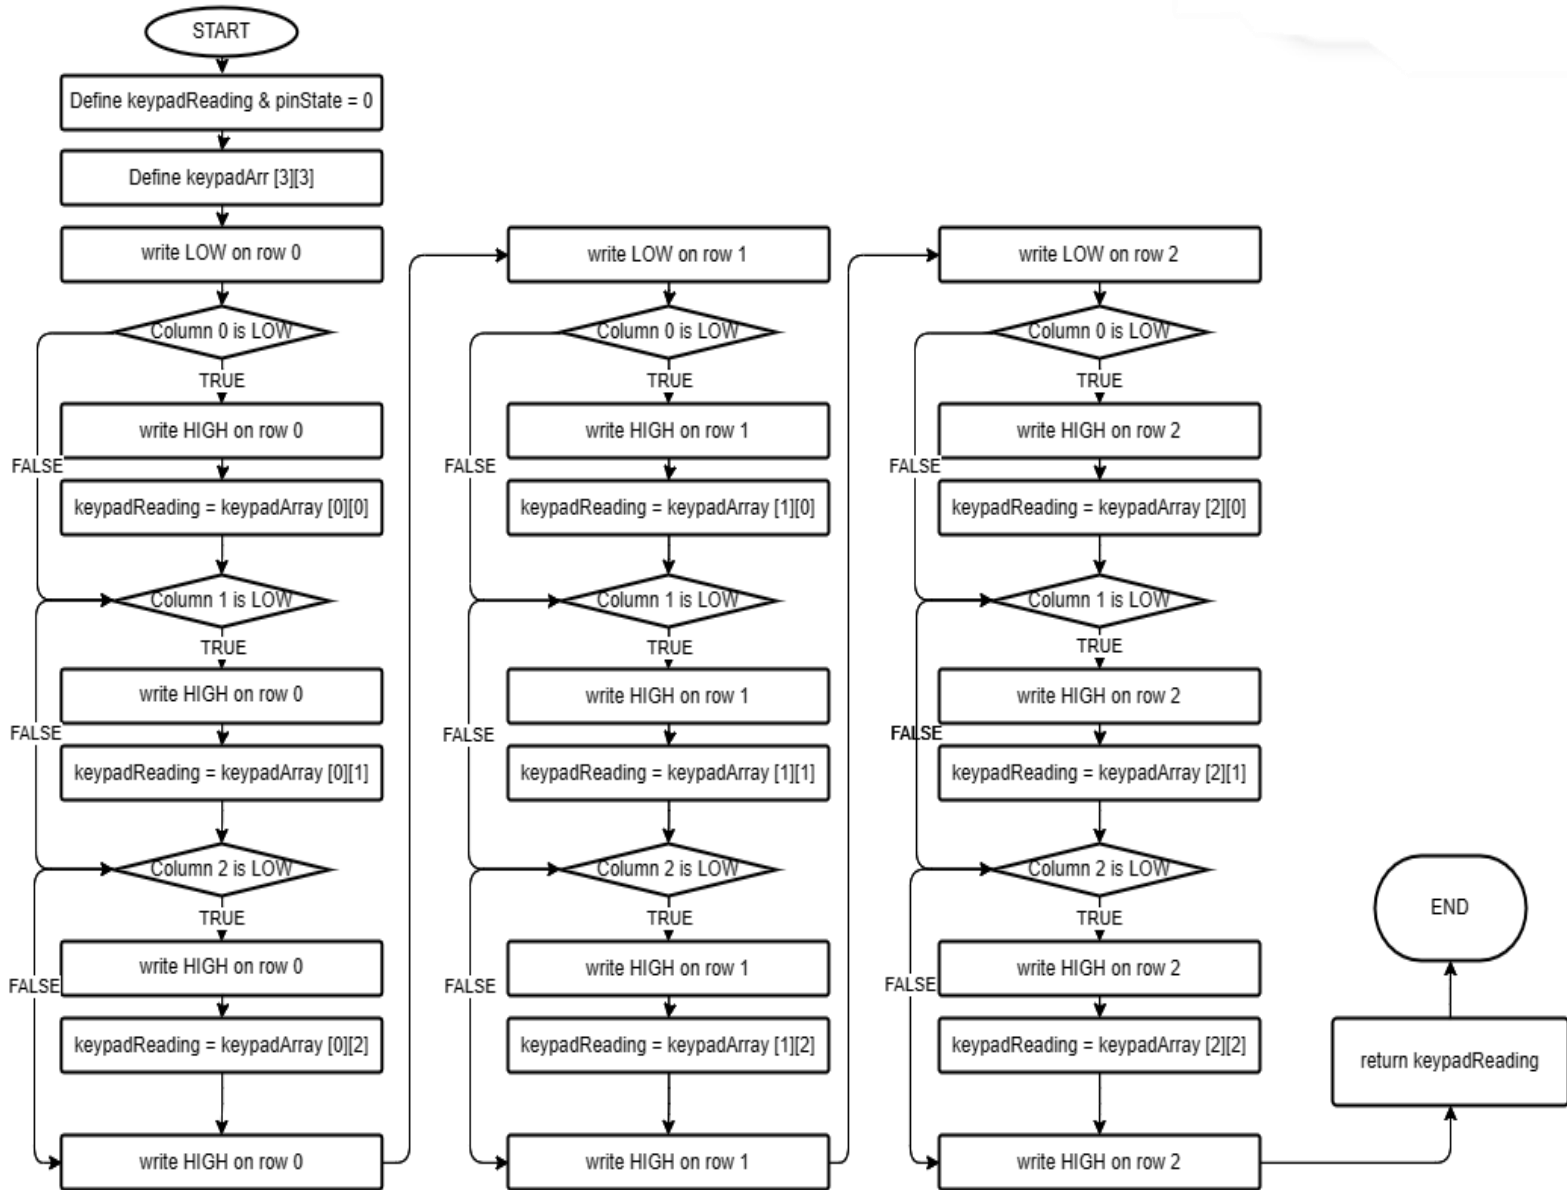 START
Define keypadReading & pinState = 0
Define keypadArr [3][3]
write LOW on row 0
Column 0 is LOW
TRUE
write HIGH on row 0
FALSE
keypadReading = keypadArray [0][0]
Column 1 is LOW
TRUE
write HIGH on row 0
FALSE
keypadReading = keypadArray [0][1]
Column 2 is LOW
TRUE
write HIGH on row 0
FALSE
keypadReading = keypadArray [0][2]
write HIGH on row 0
write LOW on row 1
Column 0 is LOW
TRUE
write HIGH on row 1
FALSE
keypadReading = keypadArray [1][0]
Column 1 is LOW
TRUE
write HIGH on row 1
FALSE
keypadReading = keypadArray [1][1]
Column 2 is LOW
TRUE
write HIGH on row 1
FALSE
keypadReading = keypadArray [1][2]
write HIGH on row 1
write LOW on row 2
Column 0 is LOW
TRUE
write HIGH on row 2
FALSE
keypadReading = keypadArray [2][0]
Column 1 is LOW
TRUE
write HIGH on row 2
FALSE
keypadReading = keypadArray [2][1]
Column 2 is LOW
TRUE
write HIGH on row 2
FALSE
keypadReading = keypadArray [2][2]
write HIGH on row 2
return keypadReading
END